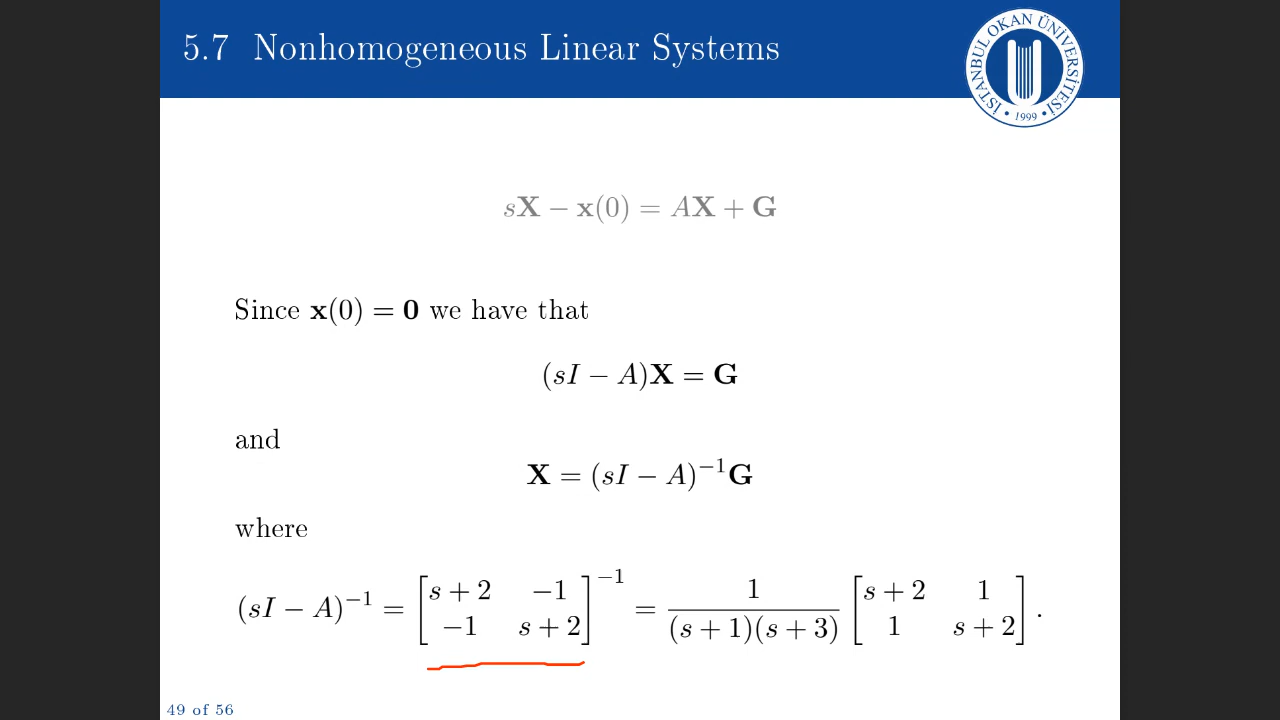 5.7 Nonhomogeneous Linear Systems
İSTANBUL OKAN ÜNİVERSİTESİ
• 1999 •
sX − x(0) = AX + G
Since x(0) = 0 we have that
(sI − A)X = G
and
X = (sI − A)⁻¹G
where
(sI − A)⁻¹ = [s + 2 −1; −1 s + 2]⁻¹ = 1/((s + 1)(s + 3)) [s + 2 1; 1 s + 2].
49 of 56